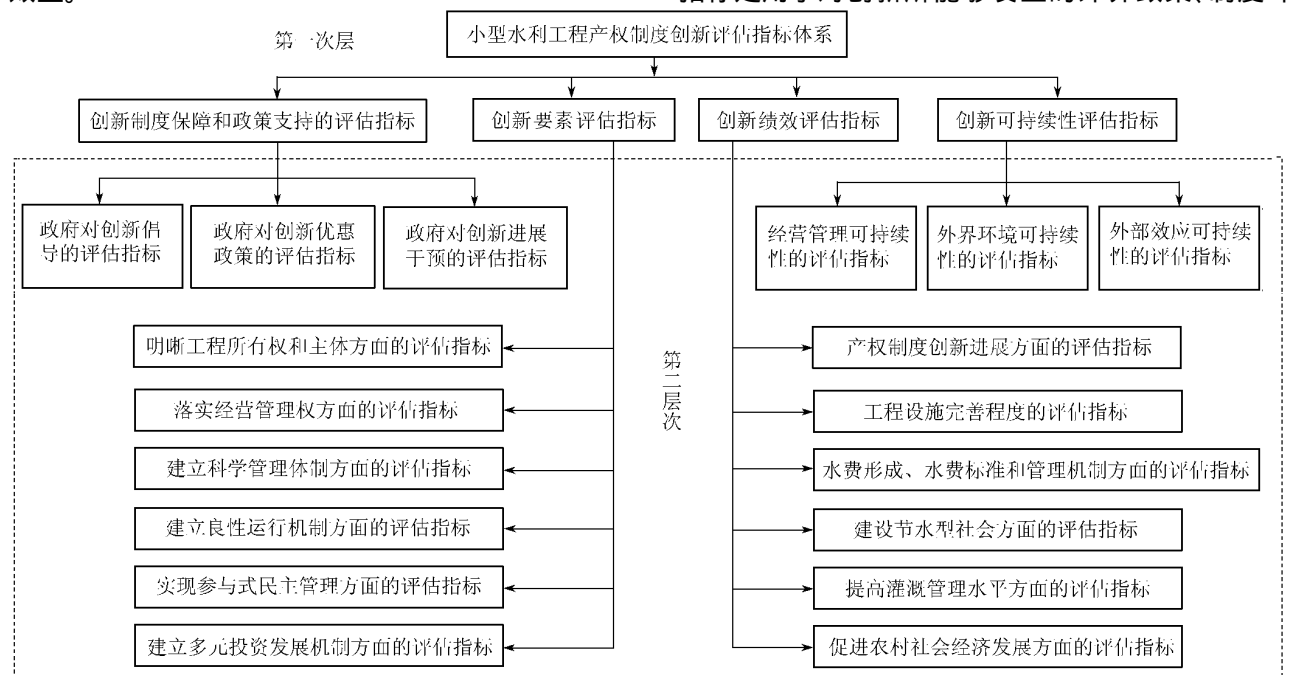 小型水利工程产权制度创新评估指标体系
第一次层
创新制度保障和政策支持的评估指标
创新要素评估指标
创新绩效评估指标
创新可持续性评估指标
政府对创新倡
导的评估指标
政府对创新优惠
政策的评估指标
政府对创新进展
干预的评估指标
经营管理可持续
性的评估指标
外界环境可持续
性的评估指标
外部效应可持续
性的评估指标
第二层次
明晰工程所有权和主体方面的评估指标
落实经营管理权方面的评估指标
建立科学管理体制方面的评估指标
建立良性运行机制方面的评估指标
实现参与式民主管理方面的评估指标
建立多元投资发展机制方面的评估指标
产权制度创新进展方面的评估指标
工程设施完善程度的评估指标
水费形成、水费标准和管理机制方面的评估指标
建设节水型社会方面的评估指标
提高灌溉管理水平方面的评估指标
促进农村社会经济发展方面的评估指标